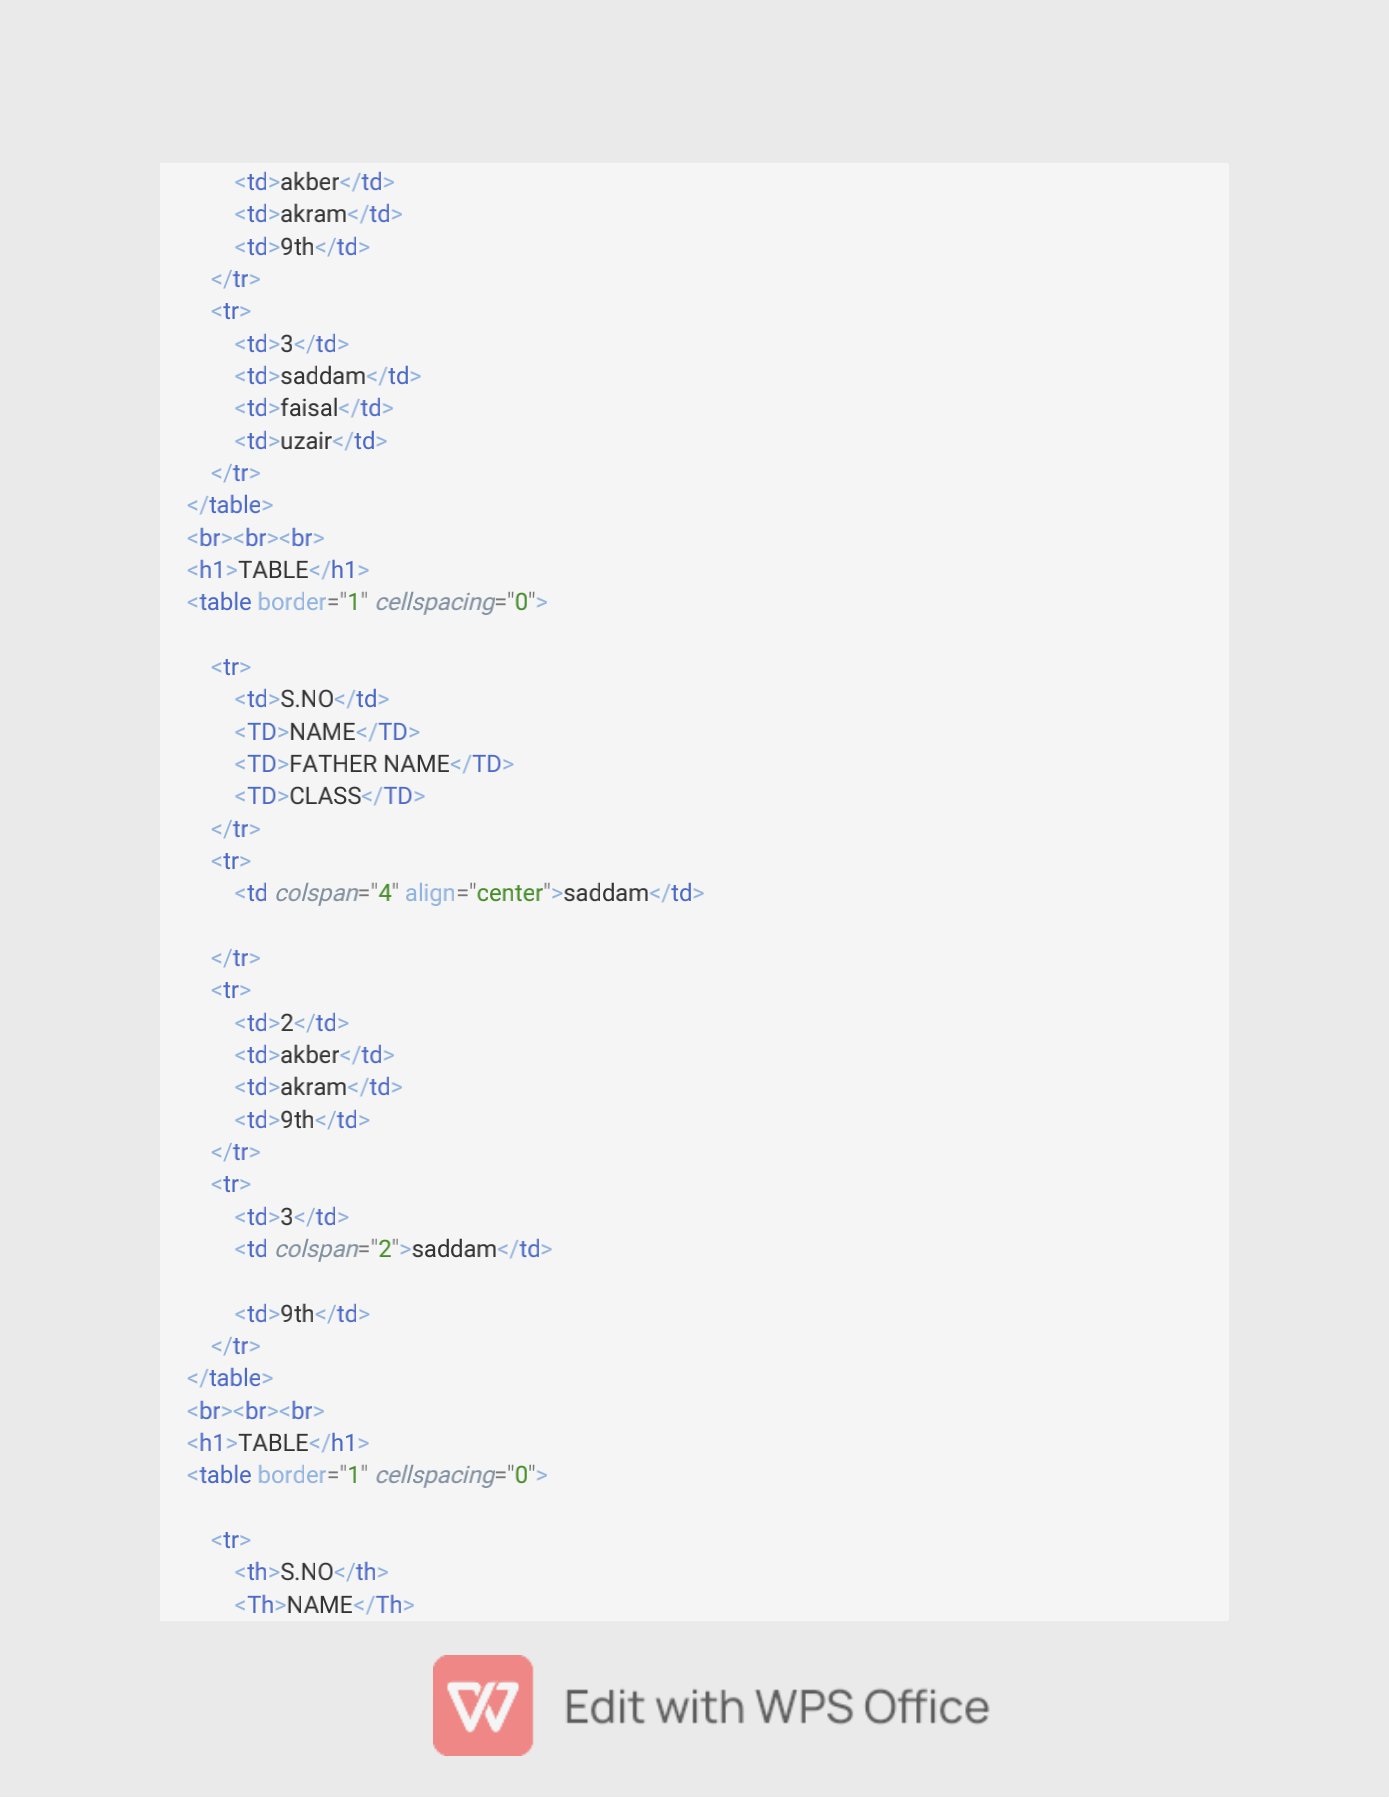 <td>akber</td>
<td>akram</td>
<td>9th</td>
</tr>
<tr>
<td>3</td>
<td>saddam</td>
<td>faisal</td>
<td>uzair</td>
</tr>
</table>
<br><br><br>
<h1>TABLE</h1>
<table border="1" cellspacing="0">
<tr>
<td>S.NO</td>
<TD>NAME</TD>
<TD>FATHER NAME</TD>
<TD>CLASS</TD>
</tr>
<tr>
<td colspan="4" align="center">saddam</td>
</tr>
<tr>
<td>2</td>
<td>akber</td>
<td>akram</td>
<td>9th</td>
</tr>
<tr>
<td>3</td>
<td colspan="2">saddam</td>
<td>9th</td>
</tr>
</table>
<br><br><br>
<h1>TABLE</h1>
<table border="1" cellspacing="0">
<tr>
<th>S.NO</th>
<Th>NAME</Th>
Edit with WPS Office